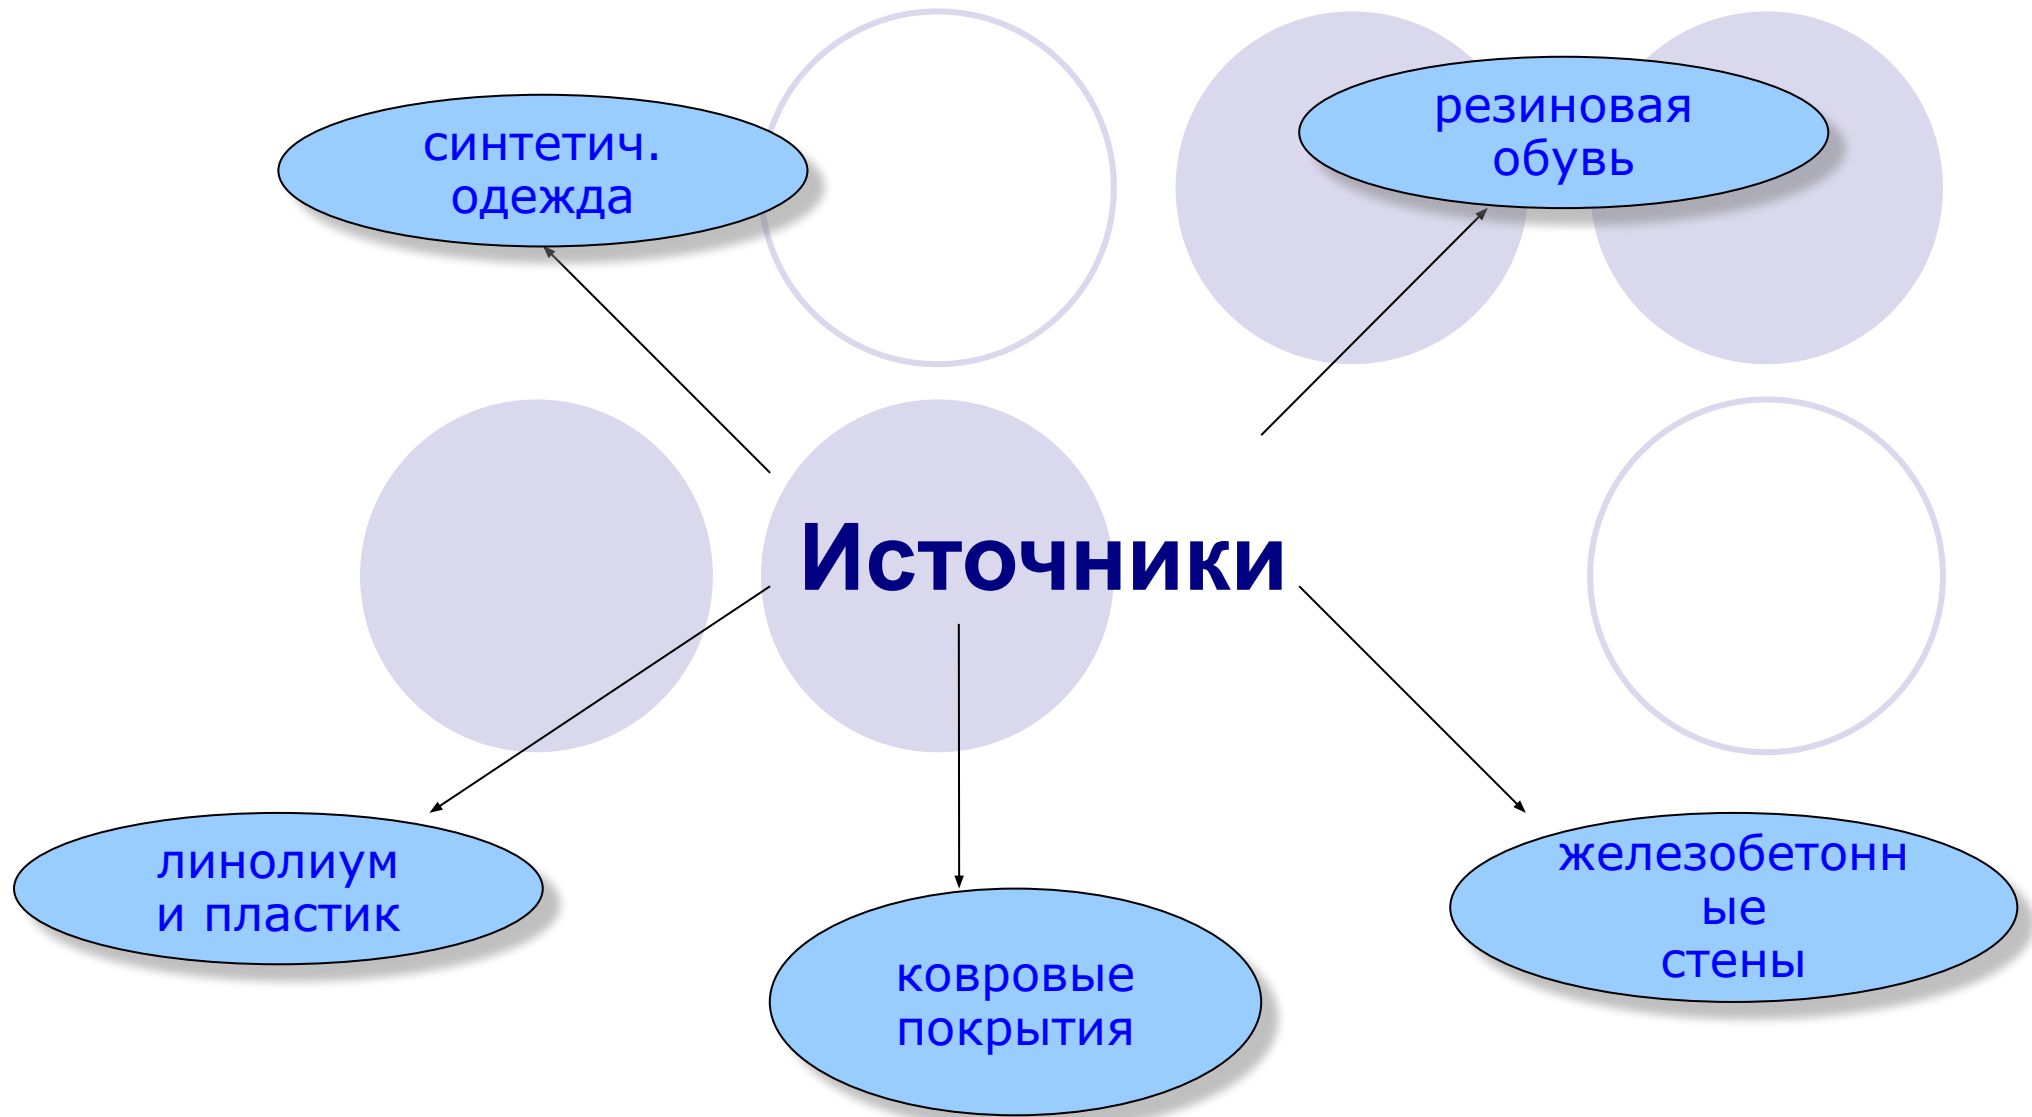 синтетич.
одежда
резиновая
обувь
Источники
линолиум
и пластик
ковровые
покрытия
железобетонн
ые
стены